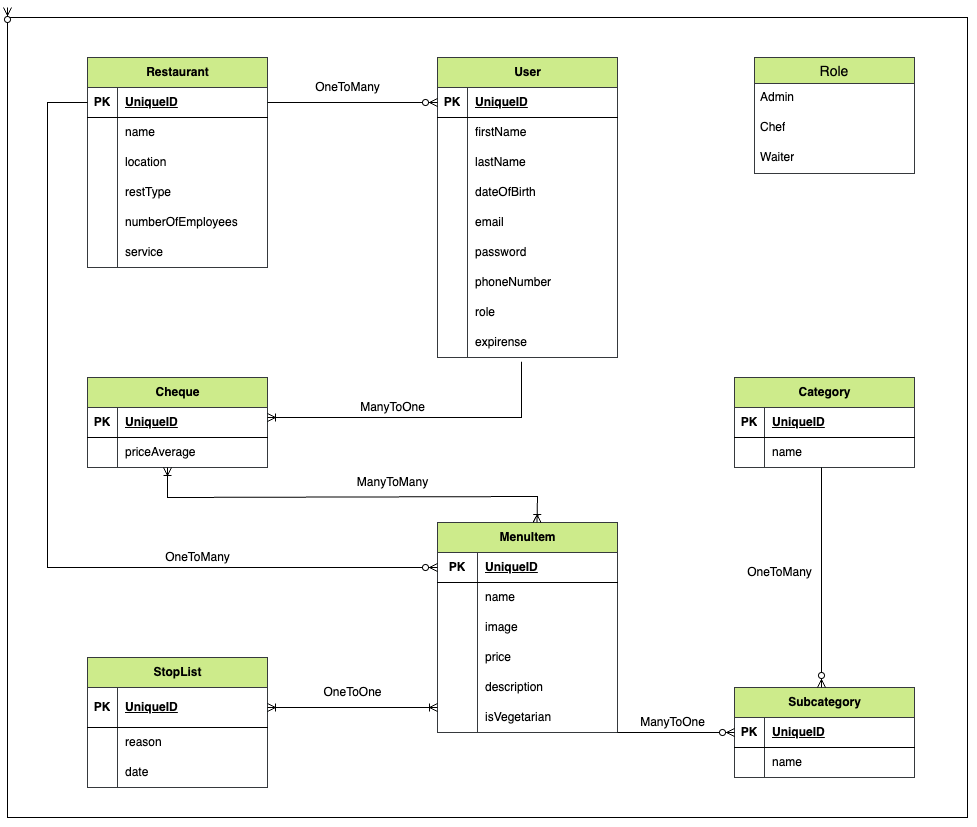 Restaurant
PK UniqueID
name
location
restType
numberOfEmployees
service
OneToMany
User
PK UniqueID
firstName
lastName
dateOfBirth
email
password
phoneNumber
role
expirense
Role
Admin
Chef
Waiter
Cheque
PK UniqueID
priceAverage
ManyToOne
Category
PK UniqueID
name
ManyToMany
OneToMany
MenuItem
PK UniqueID
name
image
price
description
isVegetarian
OneToMany
StopList
PK UniqueID
reason
date
OneToOne
ManyToOne
Subcategory
PK UniqueID
name